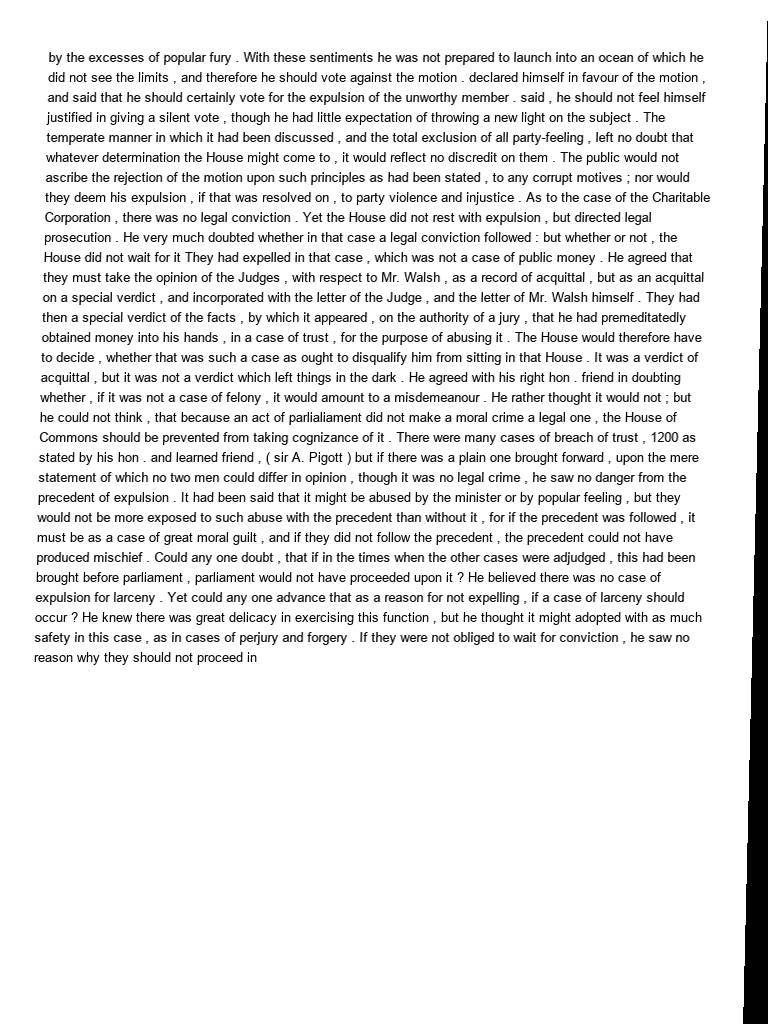 by the excesses of popular fury . With these sentiments he was not prepared to launch into an ocean of which he
did not see the limits , and therefore he should vote against the motion . declared himself in favour of the motion ,
and said that he should certainly vote for the expulsion of the unworthy member . said , he should not feel himself
justified in giving a silent vote , though he had little expectation of throwing a new light on the subject . The
temperate manner in which it had been discussed , and the total exclusion of all party-feeling , left no doubt that
whatever determination the House might come to , it would reflect no discredit on them . The public would not
ascribe the rejection of the motion upon such principles as had been stated , to any corrupt motives ; nor would
they deem his expulsion , if that was resolved on , to party violence and injustice . As to the case of the Charitable
Corporation , there was no legal conviction . Yet the House did not rest with expulsion , but directed legal
prosecution . He very much doubted whether in that case a legal conviction followed : but whether or not , the
House did not wait for it They had expelled in that case , which was not a case of public money . He agreed that
they must take the opinion of the Judges , with respect to Mr. Walsh , as a record of acquittal , but as an acquittal
on a special verdict , and incorporated with the letter of the Judge , and the letter of Mr. Walsh himself . They had
then a special verdict of the facts , by which it appeared , on the authority of a jury , that he had premeditatedly
obtained money into his hands , in a case of trust , for the purpose of abusing it . The House would therefore have
to decide , whether that was such a case as ought to disqualify him from sitting in that House . It was a verdict of
acquittal , but it was not a verdict which left things in the dark . He agreed with his right hon . friend in doubting
whether , if it was not a case of felony , it would amount to a misdemeanour . He rather thought it would not ; but
he could not think , that because an act of parlialiament did not make a moral crime a legal one , the House of
Commons should be prevented from taking cognizance of it . There were many cases of breach of trust , 1200 as
stated by his hon . and learned friend , ( sir A. Pigott ) but if there was a plain one brought forward , upon the mere
statement of which no two men could differ in opinion , though it was no legal crime , he saw no danger from the
precedent of expulsion . It had been said that it might be abused by the minister or by popular feeling , but they
would not be more exposed to such abuse with the precedent than without it , for if the precedent was followed , it
must be as a case of great moral guilt , and if they did not follow the precedent , the precedent could not have
produced mischief . Could any one doubt , that if in the times when the other cases were adjudged , this had been
brought before parliament , parliament would not have proceeded upon it ? He believed there was no case of
expulsion for larceny . Yet could any one advance that as a reason for not expelling , if a case of larceny should
occur ? He knew there was great delicacy in exercising this function , but he thought it might adopted with as much
safety in this case , as in cases of perjury and forgery . If they were not obliged to wait for conviction , he saw no
reason why they should not proceed in